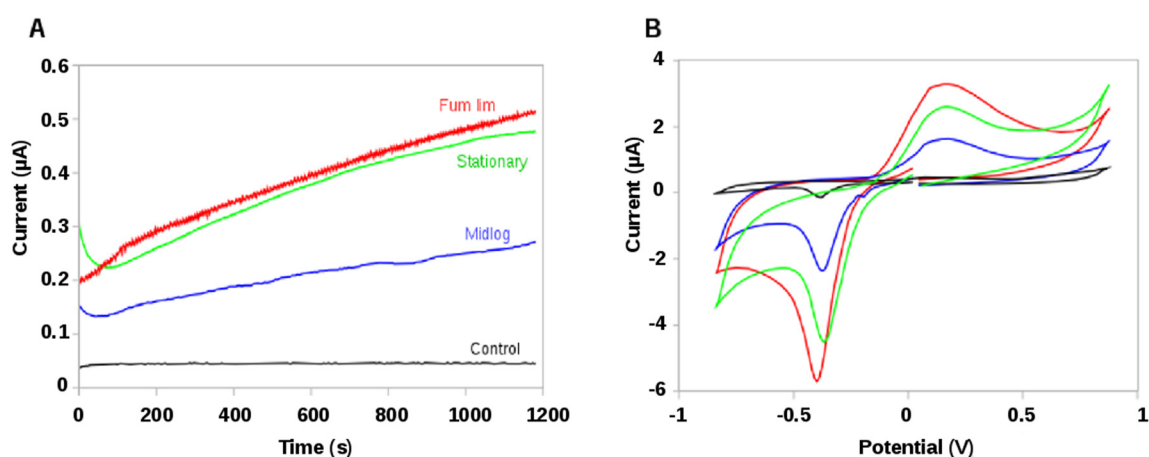 A
0.6
0.5
0.4
0.3
0.2
0.1
0
Current (µA)
0 200 400 600 800 1000 1200
Time (s)
Fum lim
Stationary
Midlog
Control
B
4
2
0
-2
-4
-6
Current (µA)
-1 -0.5 0 0.5 1
Potential (V)